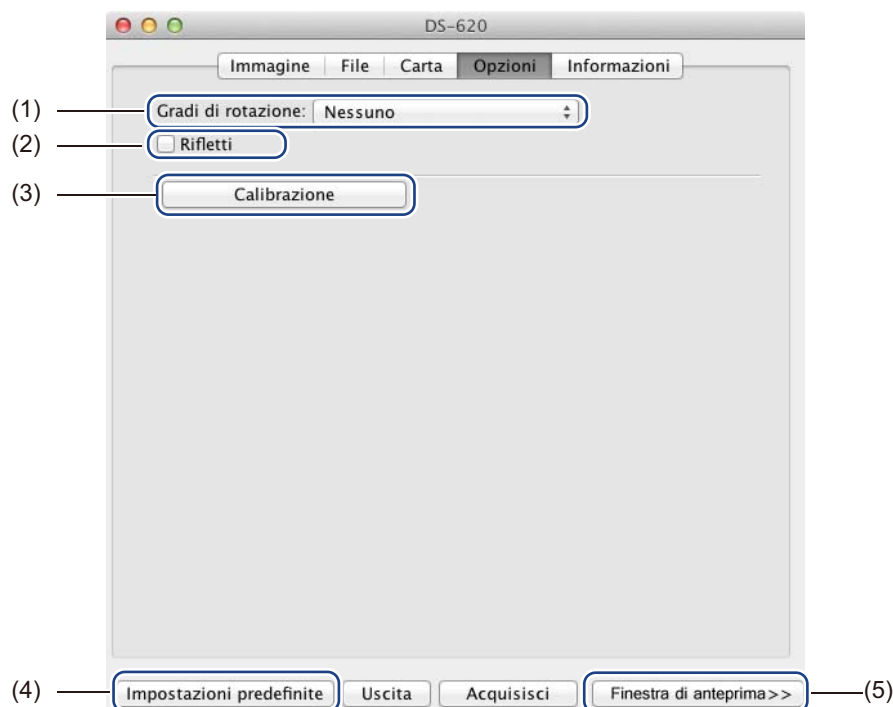 DS-620
Immagine File Carta Opzioni Informazioni
(1) Gradi di rotazione: Nessuno
(2) Rifletti
(3) Calibrazione
(4) Impostazioni predefinite Uscita Acquisisci Finestra di anteprima>> (5)